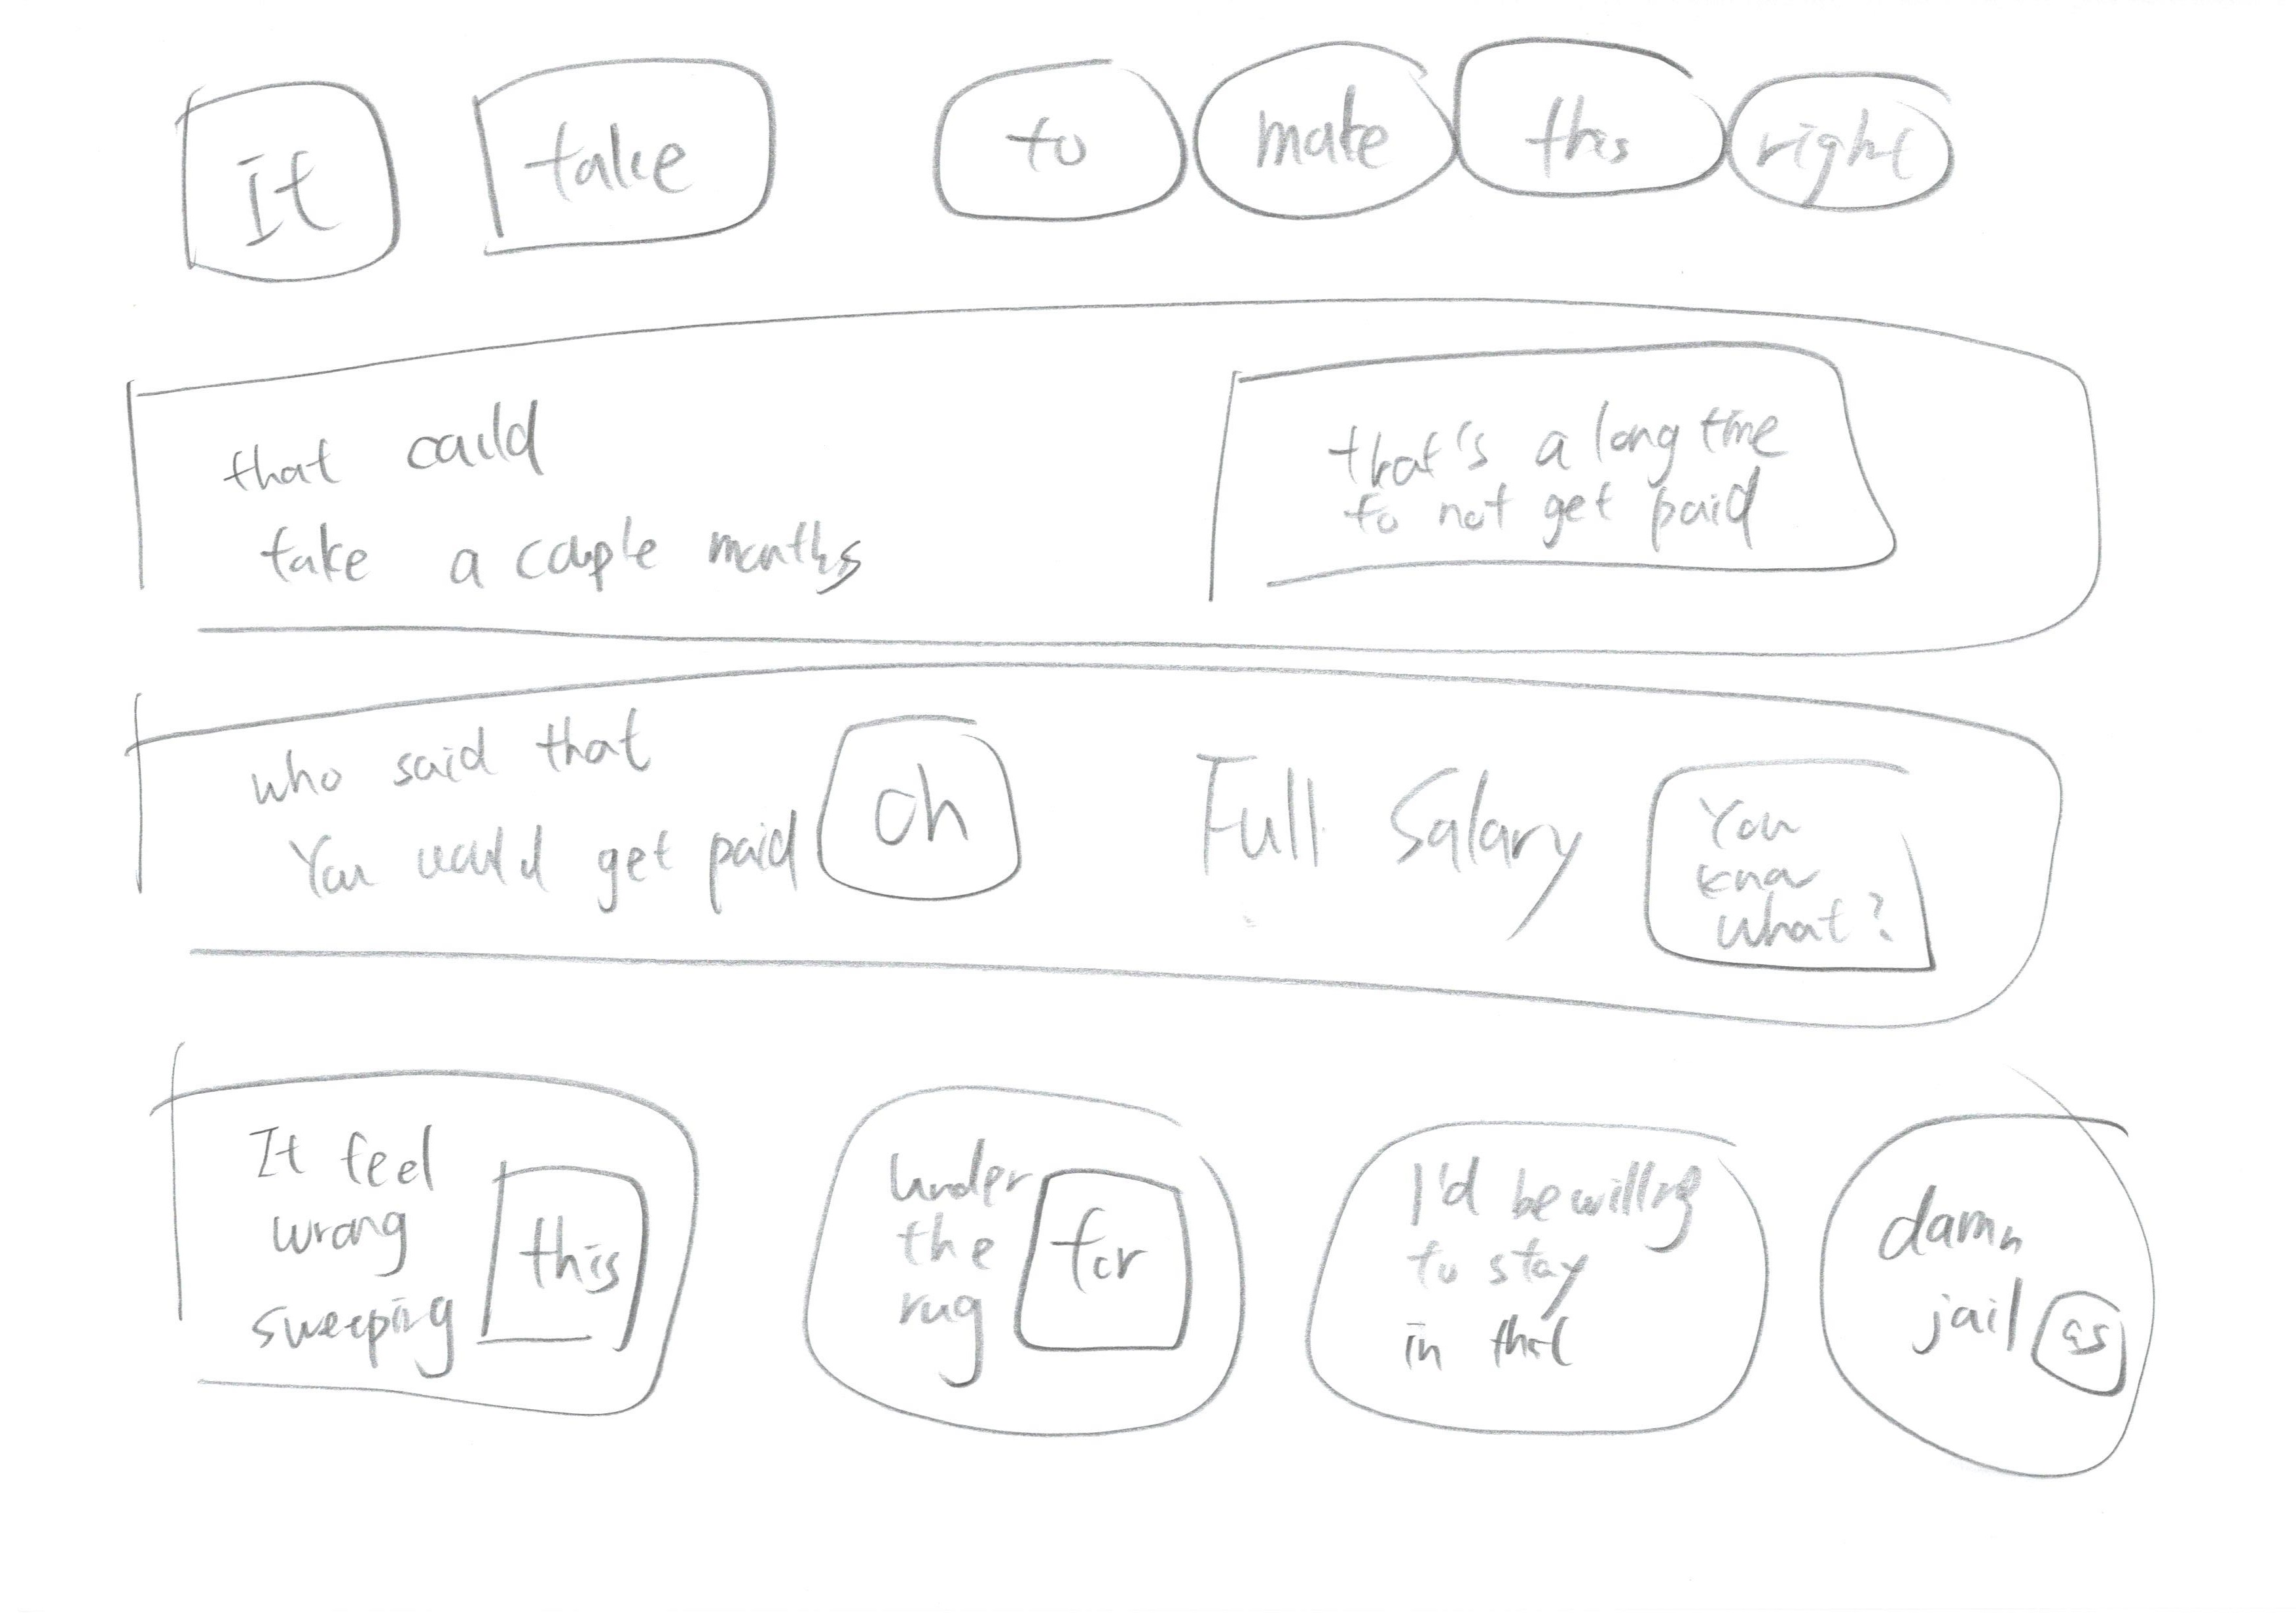 it take to make this right
that could
take a couple months
that's a long time
to not get paid
who said that
You would get paid
oh
Full Salary
You
know
what?
It feel
wrong
sweeping
this
under
the
rug
for
I'd be willing
to stay
in that
damn
jail
as